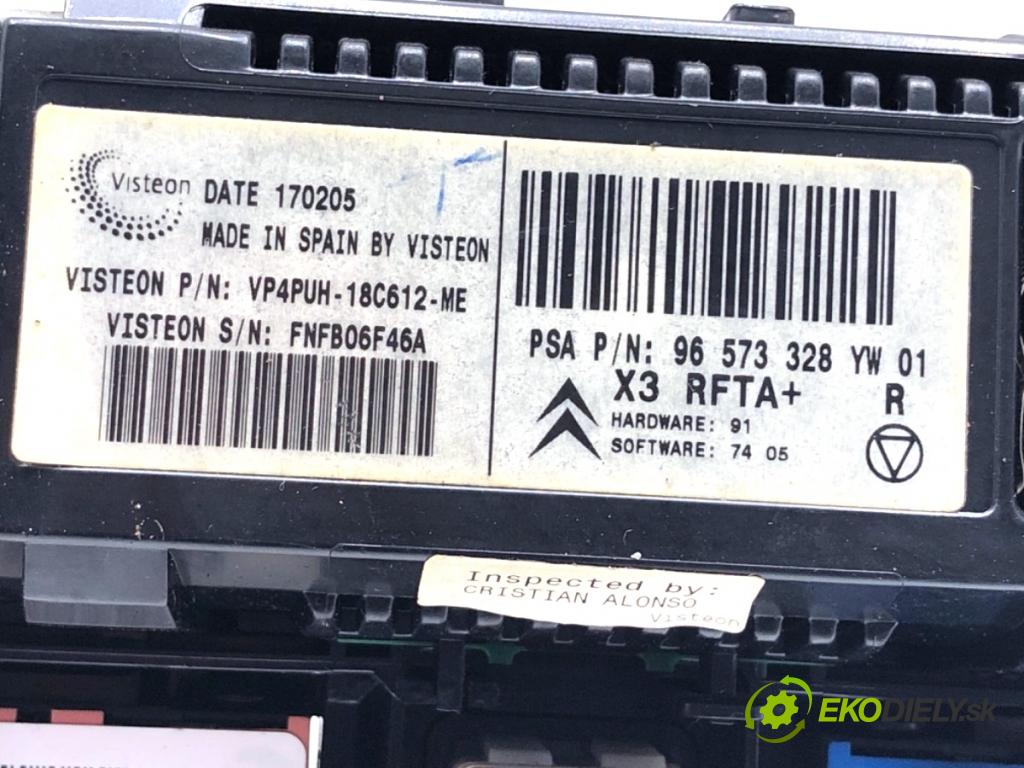 Visteon
DATE 170205
MADE IN SPAIN BY VISTEON
VISTEON P/N: VP4PUH-18C612-ME
VISTEON S/N: FNFB06F46A
PSA P/N: 96 573 328 YW 01
X3 RFTA+ R
HARDWARE: 91
SOFTWARE: 74 05
Inspected by:
CRISTIAN ALONSO
Visteon
EKODIELY.sk